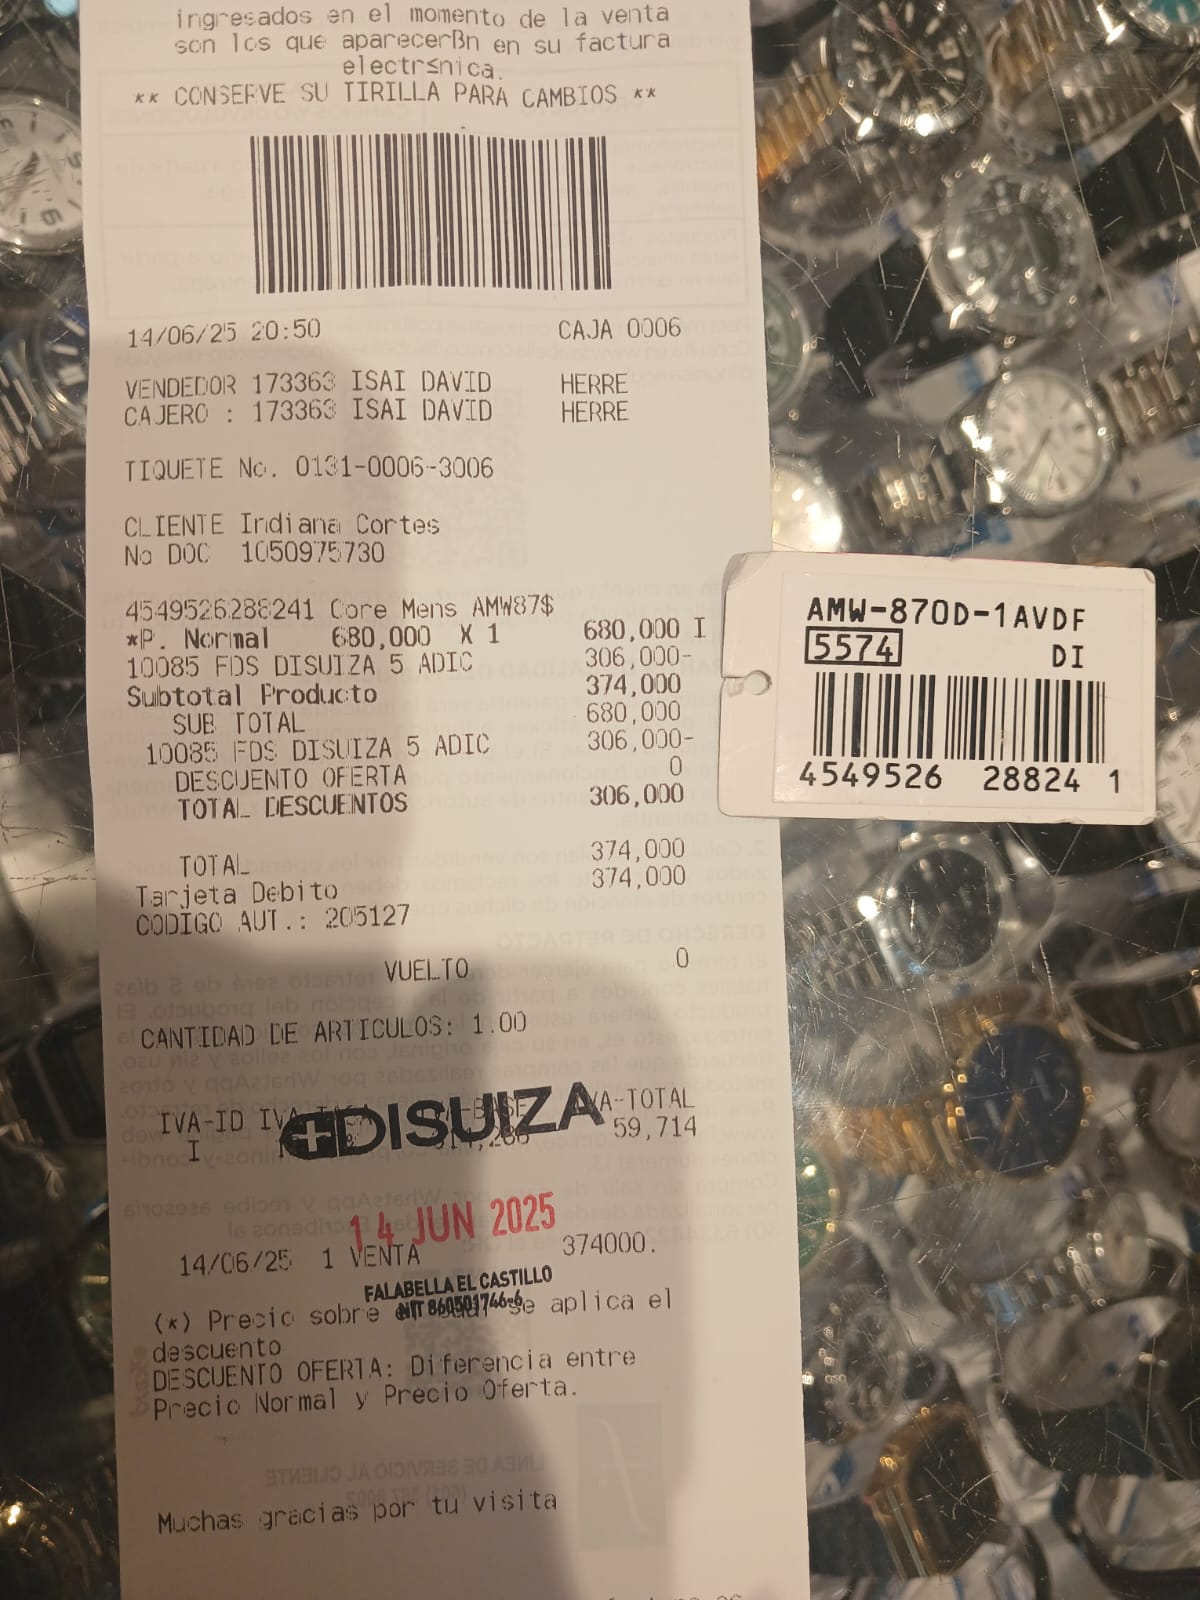 ingresados en el momento de la venta
son los que aparecerßn en su factura
electr≤nica.
** CONSERVE SU TIRILLA PARA CAMBIOS **
14/06/25 20:50 CAJA 0006
VENDEDOR 173363 ISAI DAVID HERRE
CAJERO : 173363 ISAI DAVID HERRE
TIQUETE No. 0131-0006-3006
CLIENTE Indiana Cortes
No DOC 1050975730
4549526288241 Core Mens AMW87$
*P. Normal 680,000 X 1 680,000 I
10085 FDS DISUIZA 5 ADIC 306,000-
Subtotal Producto 374,000
SUB TOTAL 680,000
10085 FDS DISUIZA 5 ADIC 306,000-
DESCUENTO OFERTA 0
TOTAL DESCUENTOS 306,000
TOTAL 374,000
Tarjeta Debito 374,000
CODIGO AUT.: 205127
VUELTO 0
CANTIDAD DE ARTICULOS: 1.00
IVA-ID VA-TOTAL
I 59,714
DISUIZA
14 JUN 2025
14/06/25 1 VENTA 374000.
FALABELLA EL CASTILLO
NIT 860501746-6
(*) Precio sobre se aplica el
descuento
DESCUENTO OFERTA: Diferencia entre
Precio Normal y Precio Oferta.
Muchas gracias por tu visita
AMW-870D-1AVDF
5574 DI
4549526 28824 1